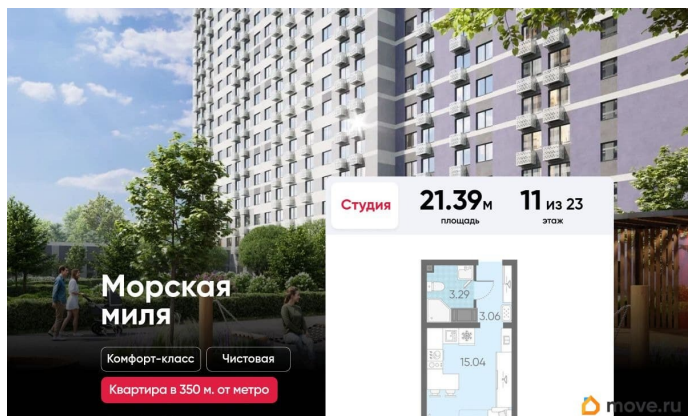 Студия
21.39м
площадь
11 из 23
этаж
3.29
3.06
15.04
Морская
миля
Комфорт-класс
Чистовая
Квартира в 350 м. от метро
move.ru